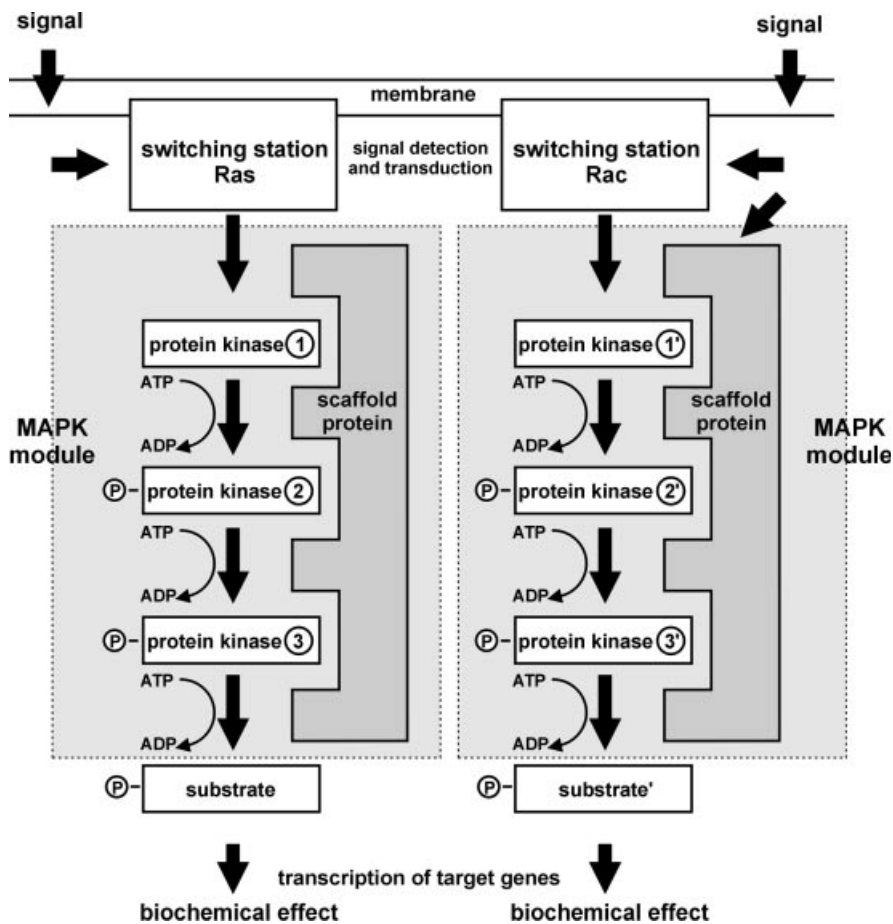 signal
signal
membrane
switching station
Ras
signal detection
and transduction
switching station
Rac
protein kinase 1
protein kinase 1'
ATP
ATP
scaffold
protein
scaffold
protein
MAPK
module
MAPK
module
ADP
ADP
P protein kinase 2
P protein kinase 2'
ATP
ATP
ADP
ADP
P protein kinase 3
P protein kinase 3'
ATP
ATP
ADP
ADP
P substrate
P substrate'
transcription of target genes
biochemical effect
biochemical effect